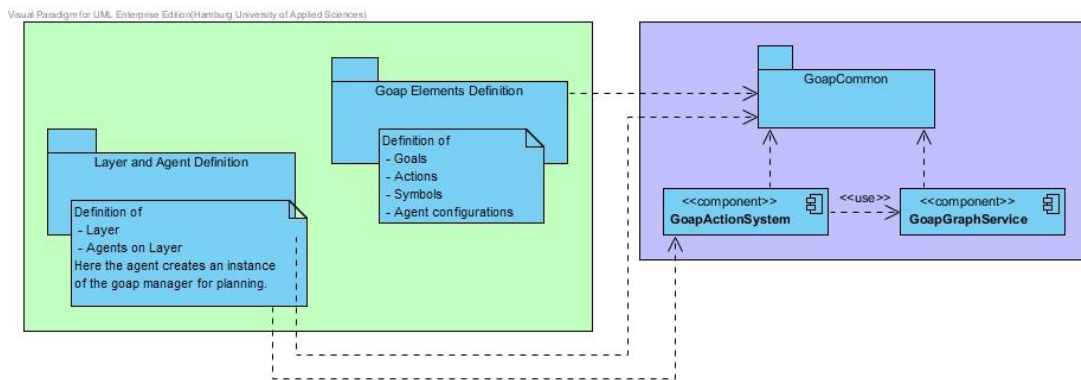 Visual Paradigm for UML Enterprise Edition(Hamburg University of Applied Sciences)
Goap Elements Definition
Definition of
- Goals
- Actions
- Symbols
- Agent configurations
Layer and Agent Definition
Definition of
- Layer
- Agents on Layer
Here the agent creates an instance
of the goap manager for planning.
GoapCommon
<<component>>
GoapActionSystem
<<use>>
<<component>>
GoapGraphService